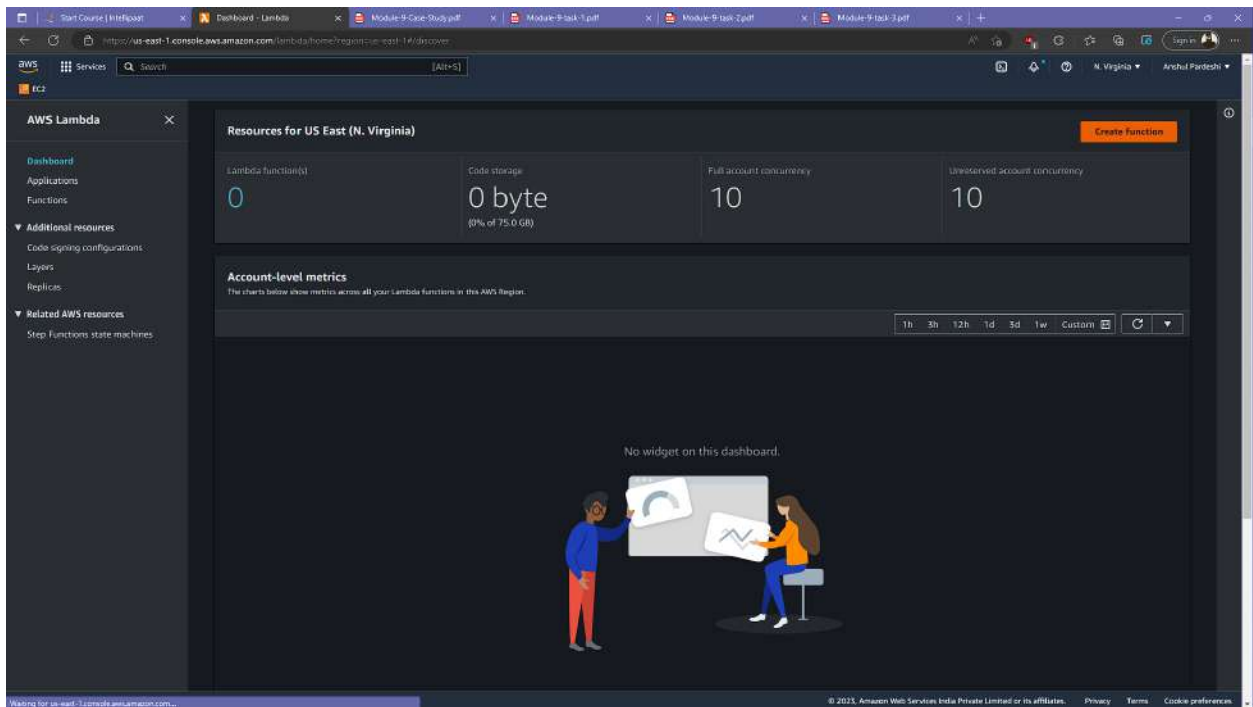 Start Course | Intellipaat
Dashboard - Lambda
Module-9-Case-Study.pdf
Module-9-task-1.pdf
Module-9-task-2.pdf
Module-9-task-3.pdf
https://us-east-1.console.aws.amazon.com/lambda/home?region=us-east-1#/discover
Sign in
aws
Services
Search
[Alt+S]
N. Virginia
Anshul Pardeshi
EC2
AWS Lambda
Dashboard
Applications
Functions
Additional resources
Code signing configurations
Layers
Replicas
Related AWS resources
Step Functions state machines
Resources for US East (N. Virginia)
Create function
Lambda function(s)
0
Code storage
0 byte
(0% of 75.0 GB)
Full account concurrency
10
Unreserved account concurrency
10
Account-level metrics
The charts below show metrics across all your Lambda functions in this AWS Region.
1h 3h 12h 1d 3d 1w Custom
No widget on this dashboard.
Waiting for us-east-1.console.aws.amazon.com...
© 2023, Amazon Web Services India Private Limited or its affiliates. Privacy Terms Cookie preferences